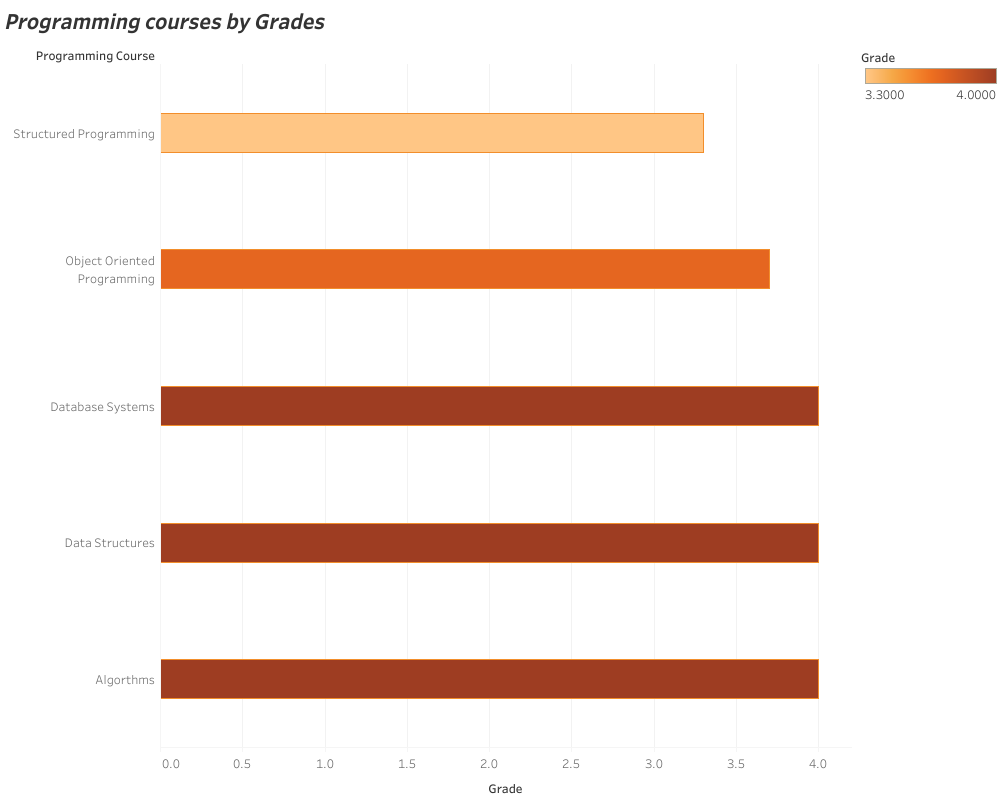 Programming courses by Grades
Programming Course
Grade
3.3000 4.0000
Structured Programming
Object Oriented
Programming
Database Systems
Data Structures
Algorthms
0.0 0.5 1.0 1.5 2.0 2.5 3.0 3.5 4.0
Grade